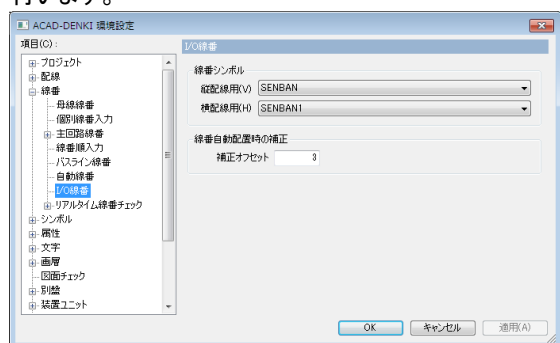 行います。
ACAD-DENKI 環境設定
項目(C) :
プロジェクト
配線
線番
母線線番
個別線番入力
主回路線番
線番順入力
バスライン線番
自動線番
I/O線番
リアルタイム線番チェック
シンボル
属性
文字
画層
図面チェック
別盤
装置ユニット
I/O線番
線番シンボル
縦配線用(V) SENBAN
横配線用(H) SENBAN1
線番自動配置時の補正
補正オフセット 3
OK キャンセル 適用(A)